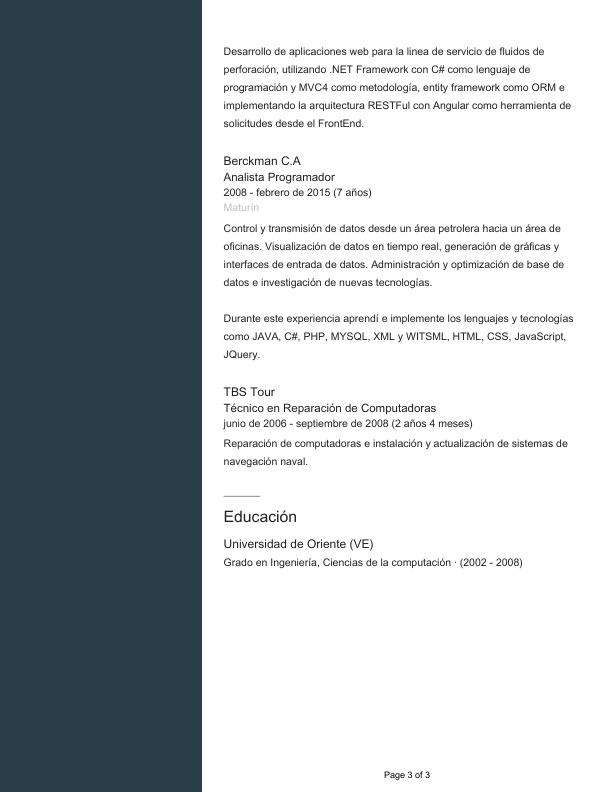 Desarrollo de aplicaciones web para la linea de servicio de fluidos de
perforación, utilizando .NET Framework con C# como lenguaje de
programación y MVC4 como metodología, entity framework como ORM e
implementando la arquitectura RESTFul con Angular como herramienta de
solicitudes desde el FrontEnd.
Berckman C.A
Analista Programador
2008 - febrero de 2015 (7 años)
Maturín
Control y transmisión de datos desde un área petrolera hacia un área de
oficinas. Visualización de datos en tiempo real, generación de gráficas y
interfaces de entrada de datos. Administración y optimización de base de
datos e investigación de nuevas tecnologías.
Durante este experiencia aprendí e implemente los lenguajes y tecnologías
como JAVA, C#, PHP, MYSQL, XML y WITSML, HTML, CSS, JavaScript,
JQuery.
TBS Tour
Técnico en Reparación de Computadoras
junio de 2006 - septiembre de 2008 (2 años 4 meses)
Reparación de computadoras e instalación y actualización de sistemas de
navegación naval.
Educación
Universidad de Oriente (VE)
Grado en Ingeniería, Ciencias de la computación · (2002 - 2008)
Page 3 of 3